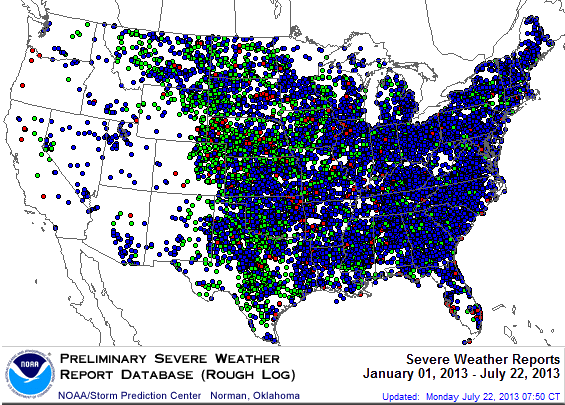 NOAA
PRELIMINARY SEVERE WEATHER
REPORT DATABASE (ROUGH LOG)
NOAA/Storm Prediction Center Norman, Oklahoma
Severe Weather Reports
January 01, 2013 - July 22, 2013
Updated: Monday July 22, 2013 07:50 CT